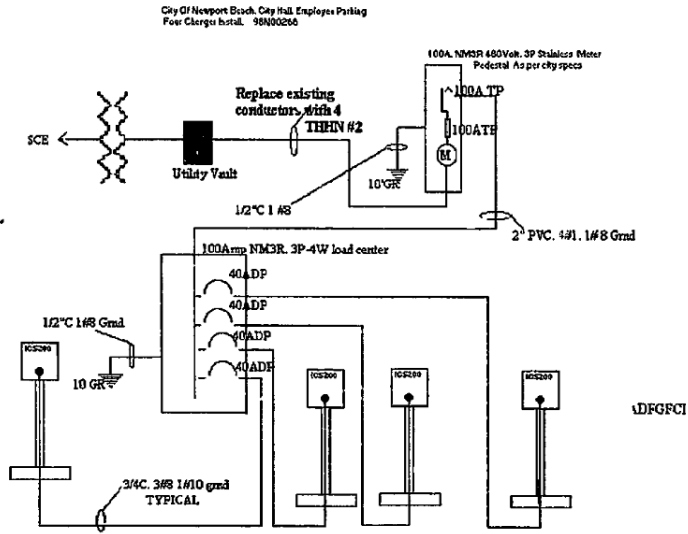 City Of Newport Beach, City Hall, Employee Parking
Four Charger Install. 98N00266
100A. NM3R 480Volt. 3P Stainless Meter
Pedestal As per city specs
Replace existing
conductors with 4
THHN #2
100A TP
100ATP
SCE
M
Utility Vault
10'GR
1/2"C 1 #8
2" PVC. 4#1. 1#8 Grnd
100Amp NM3R. 3P-4W load center
40ADP
40ADP
40ADP
40ADP
1/2"C 1#8 Grnd
10 GR
ICS200
ICS200
ICS200
ICS200
ADFGFCI
3/4C. 3#8 1#10 grnd
TYPICAL